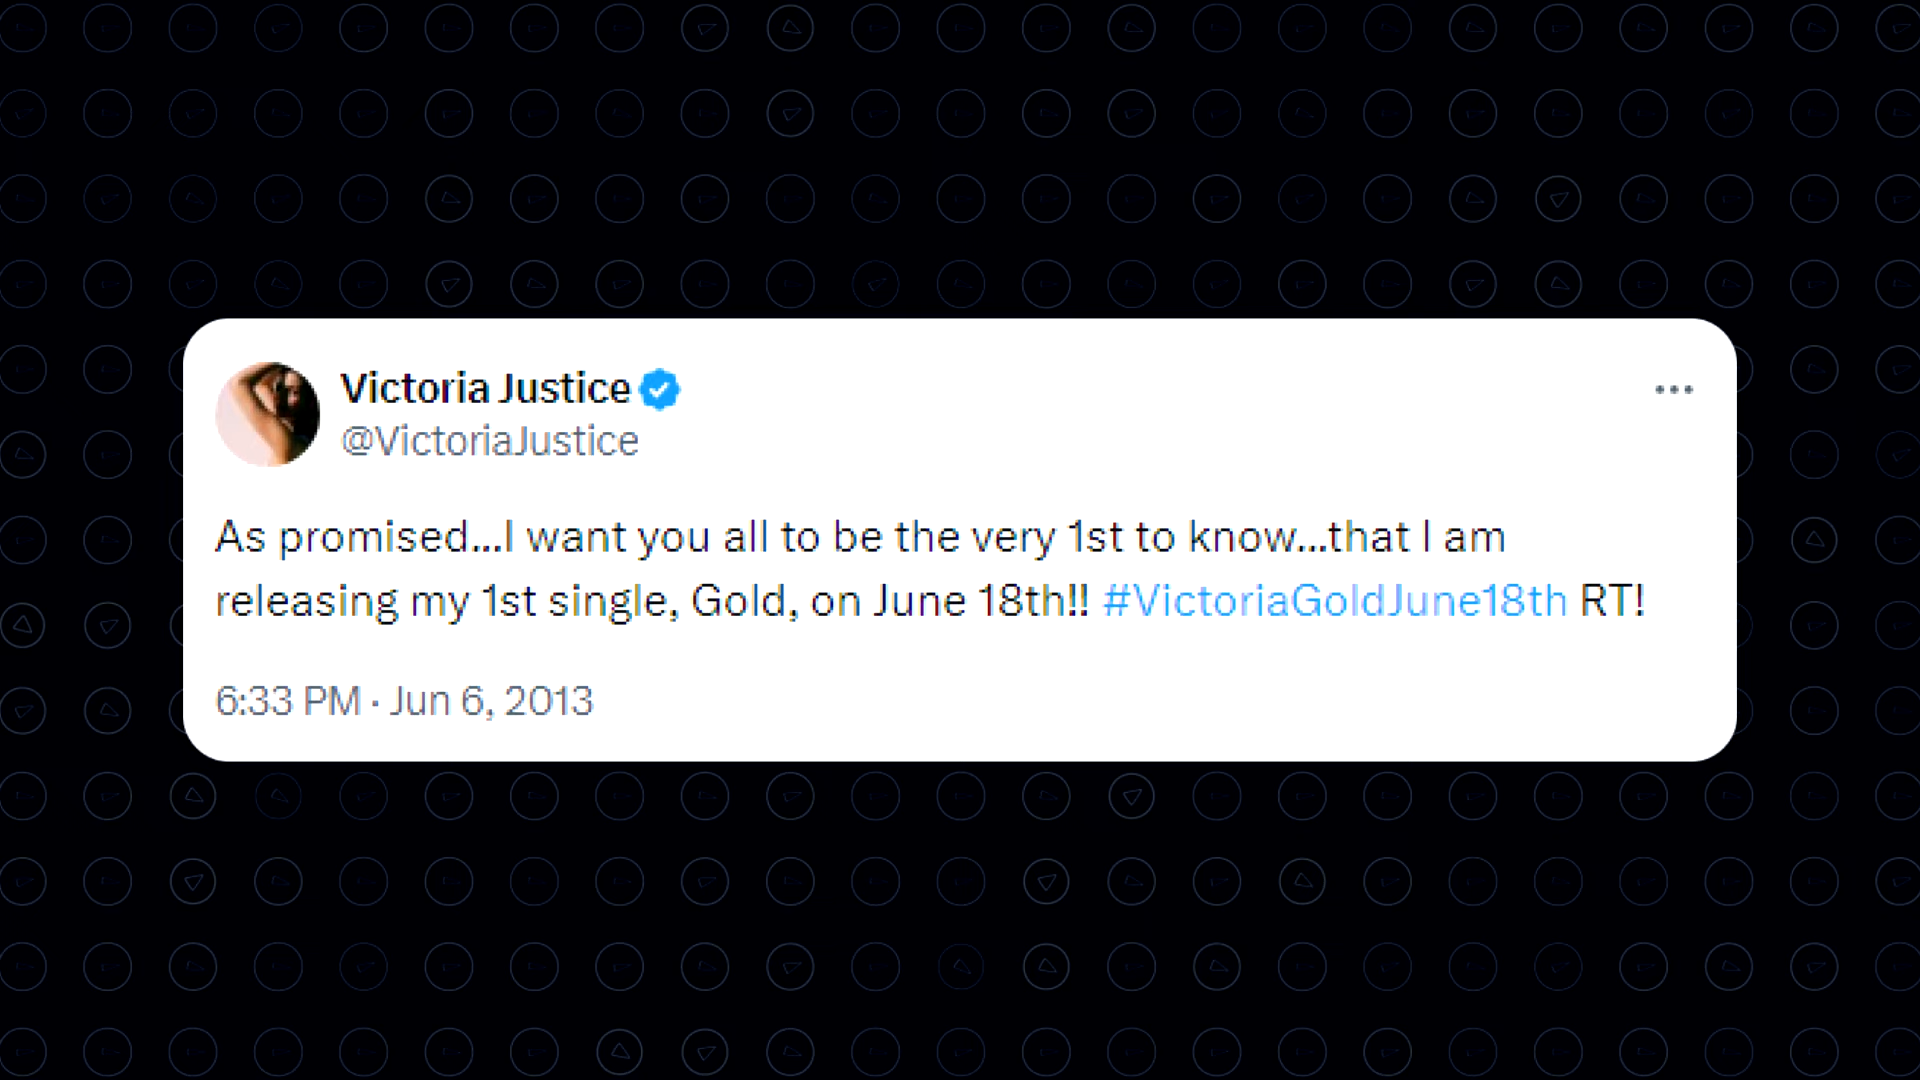 Victoria Justice
@VictoriaJustice
As promised...I want you all to be the very 1st to know...that I am
releasing my 1st single, Gold, on June 18th!! #VictoriaGoldJune18th RT!
6:33 PM · Jun 6, 2013